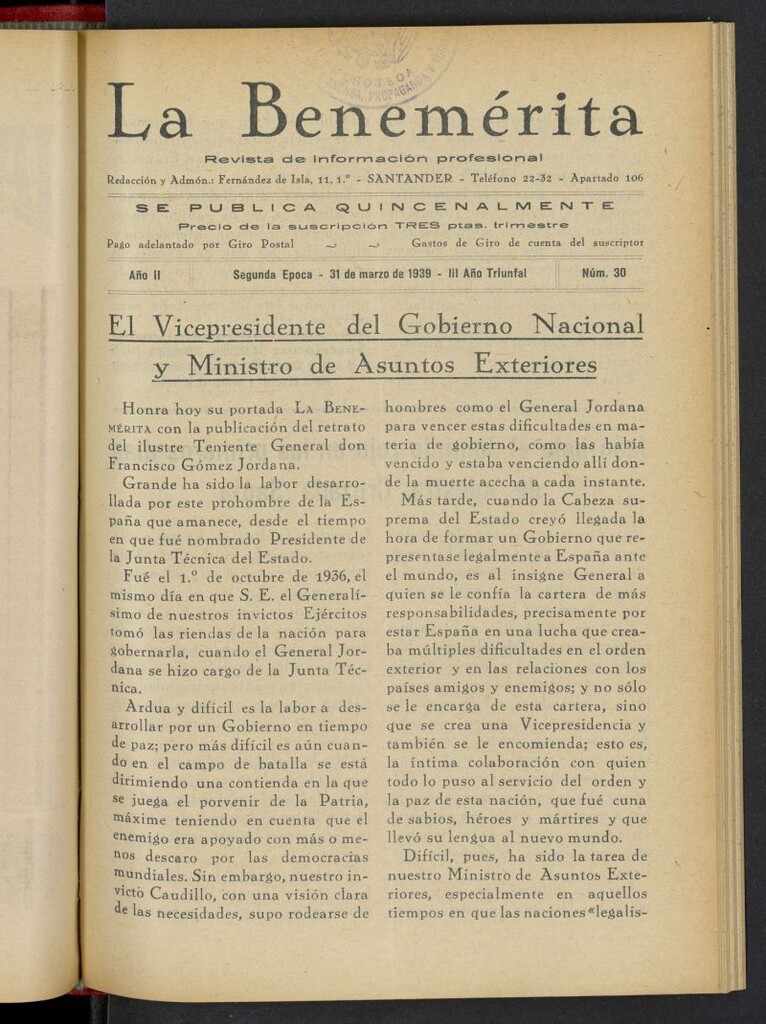 La Benemérita
Revista de información profesional
Redacción y Admón.: Fernández de Isla, 11, 1.º - SANTANDER - Teléfono 22-32 - Apartado 106
SE PUBLICA QUINCENALMENTE
Precio de la suscripción TRES ptas. trimestre
Pago adelantado por Giro Postal Gastos de Giro de cuenta del suscriptor
Año II Segunda Epoca - 31 de marzo de 1939 - III Año Triunfal Núm. 30
El Vicepresidente del Gobierno Nacional
y Ministro de Asuntos Exteriores
Honra hoy su portada LA BENE-
MÉRITA con la publicación del retrato
del ilustre Teniente General don
Francisco Gómez Jordana.
Grande ha sido la labor desarro-
llada por este prohombre de la Es-
paña que amanece, desde el tiempo
en que fué nombrado Presidente de
la Junta Técnica del Estado.
Fué el 1.º de octubre de 1936, el
mismo día en que S. E. el Generalí-
simo de nuestros invictos Ejércitos
tomó las riendas de la nación para
gobernarla, cuando el General Jor-
dana se hizo cargo de la Junta Téc-
nica.
Ardua y difícil es la labor a des-
arrollar por un Gobierno en tiempo
de paz; pero más difícil es aún cuan-
do en el campo de batalla se está
dirimiendo una contienda en la que
se juega el porvenir de la Patria,
máxime teniendo en cuenta que el
enemigo era apoyado con más o me-
nos descaro por las democracias
mundiales. Sin embargo, nuestro in-
victo Caudillo, con una visión clara
de las necesidades, supo rodearse de
hombres como el General Jordana
para vencer estas dificultades en ma-
teria de gobierno, como las había
vencido y estaba venciendo allí don-
de la muerte acecha a cada instante.
Más tarde, cuando la Cabeza su-
prema del Estado creyó llegada la
hora de formar un Gobierno que re-
presentase legalmente a España ante
el mundo, es al insigne General a
quien se le confía la cartera de más
responsabilidades, precisamente por
estar España en una lucha que crea-
ba múltiples dificultades en el orden
exterior y en las relaciones con los
países amigos y enemigos; y no sólo
se le encarga de esta cartera, sino
que se crea una Vicepresidencia y
también se le encomienda; esto es,
la íntima colaboración con quien
todo lo puso al servicio del orden y
la paz de esta nación, que fué cuna
de sabios, héroes y mártires y que
llevó su lengua al nuevo mundo.
Difícil, pues, ha sido la tarea de
nuestro Ministro de Asuntos Exte-
riores, especialmente en aquellos
tiempos en que las naciones «legalis-